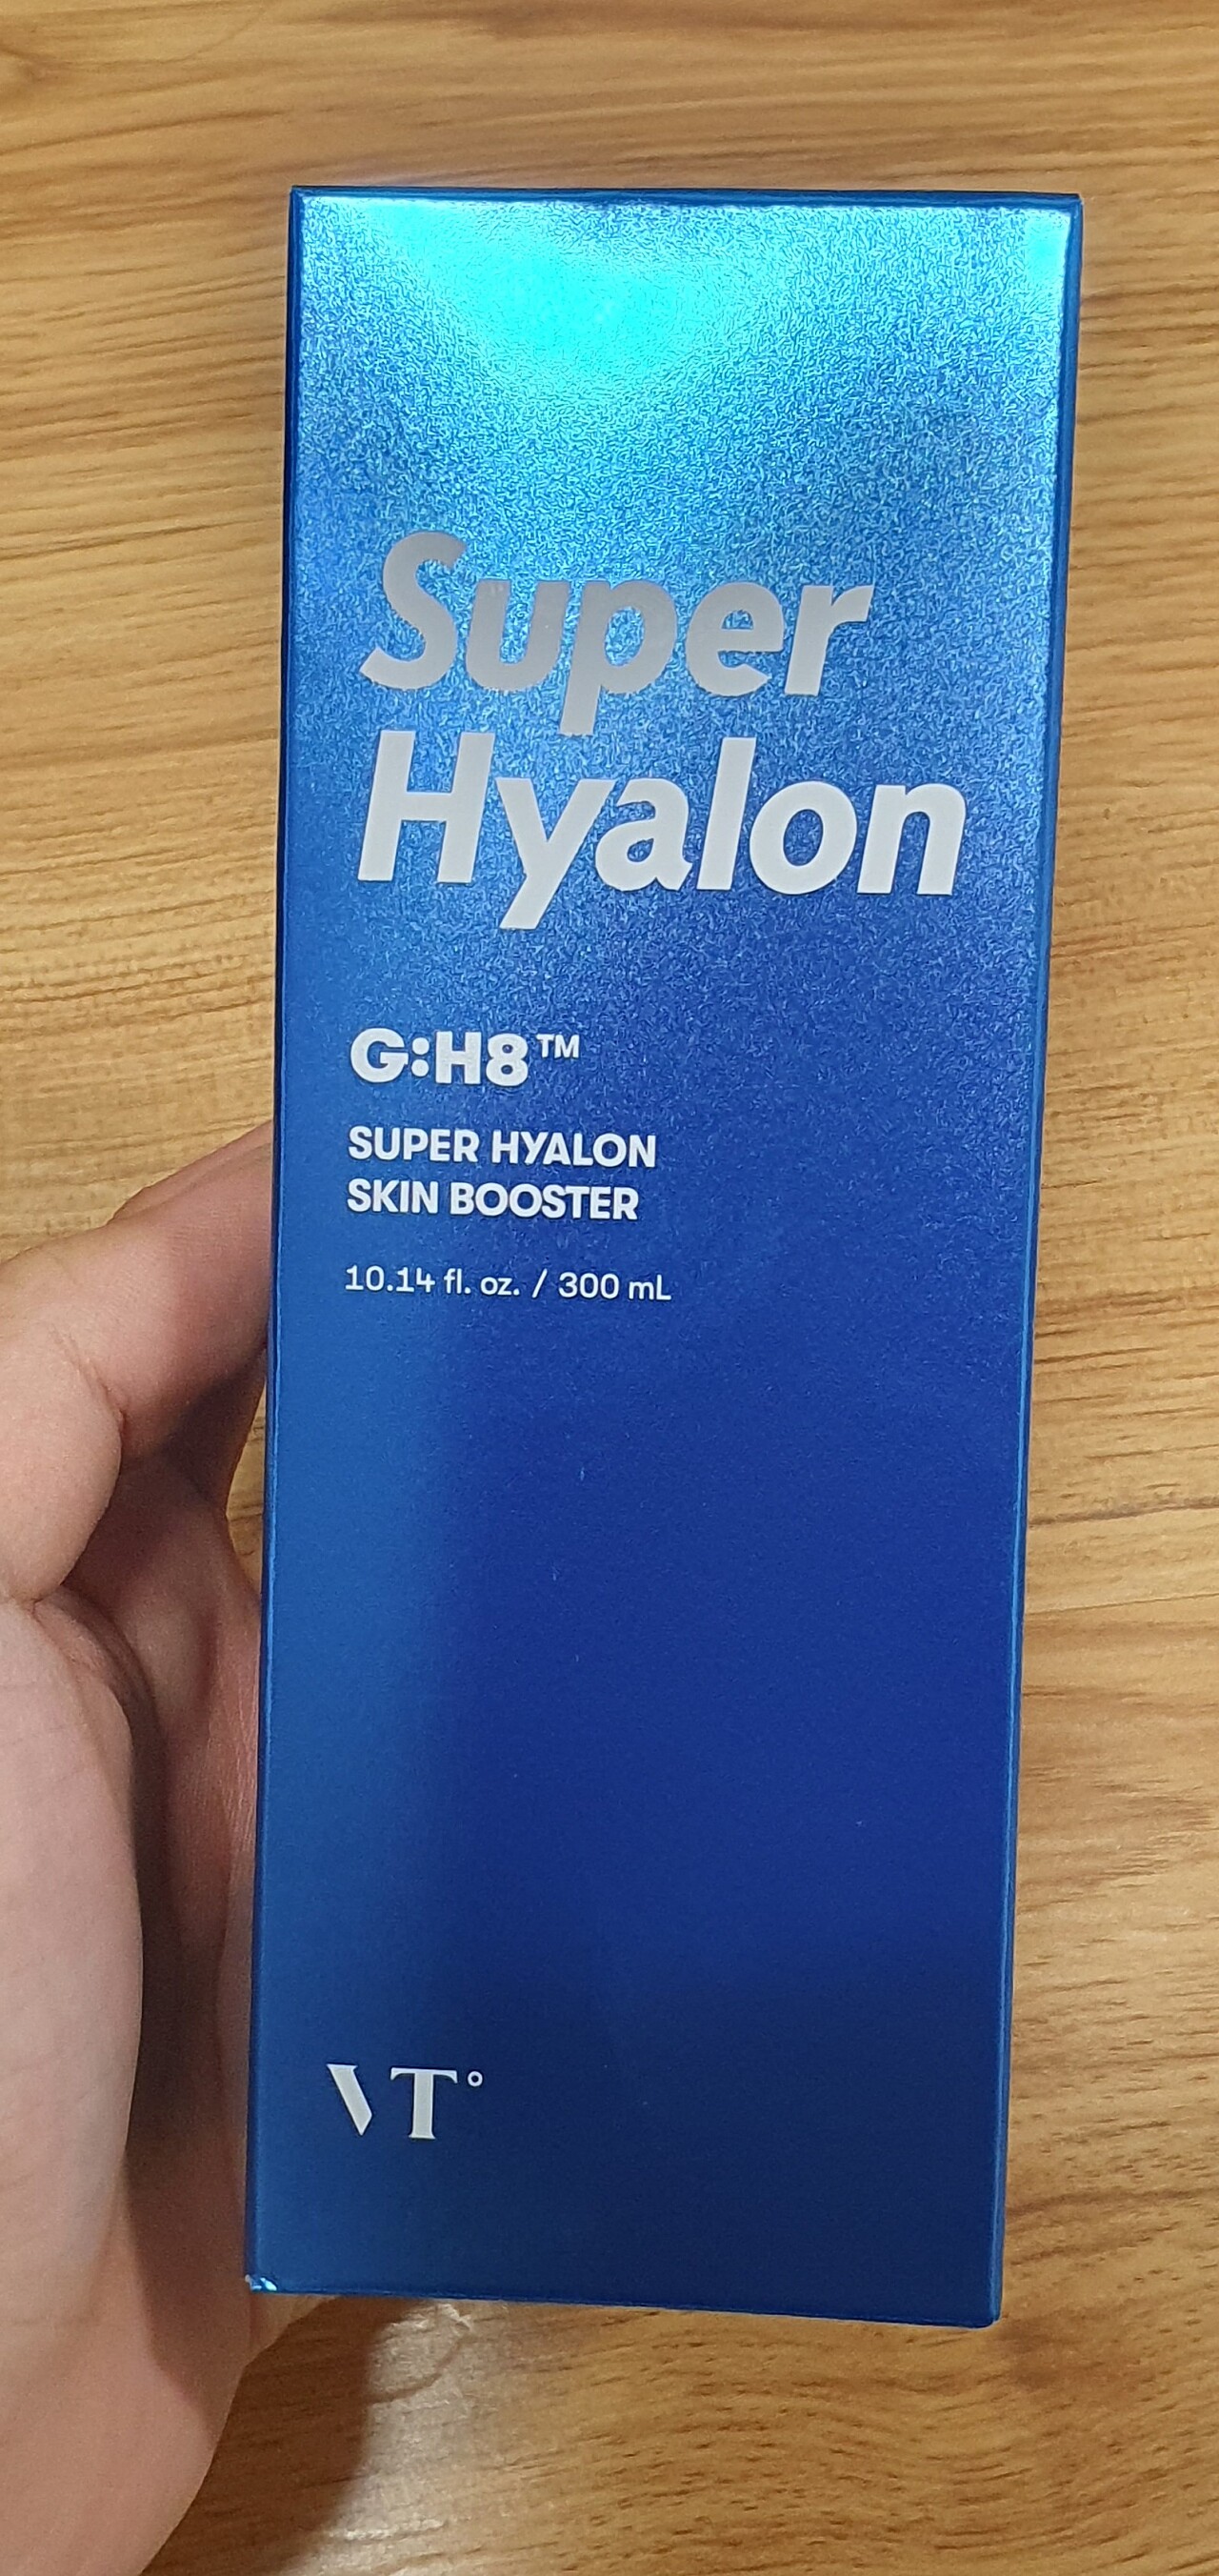 Super
Hyalon
G:H8™
SUPER HYALON
SKIN BOOSTER
10.14 fl. oz. / 300 mL
VT°